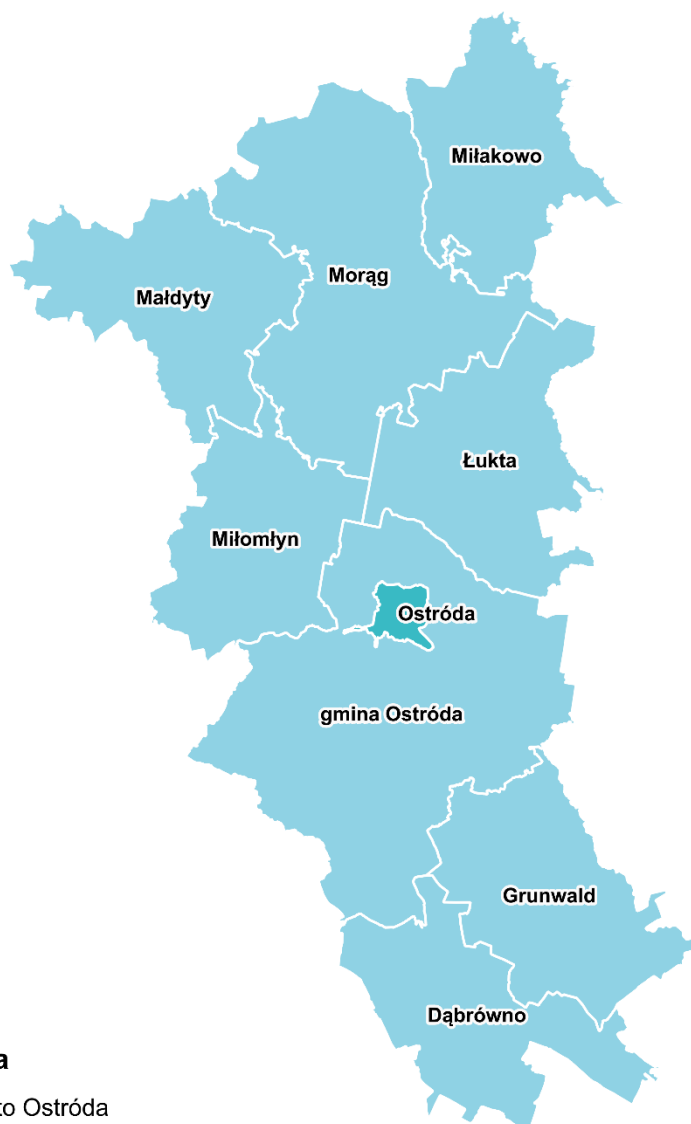 Miłakowo
Morąg
Małdyty
Łukta
Miłomłyn
Ostróda
gmina Ostróda
Grunwald
Dąbrówno
a
to Ostróda